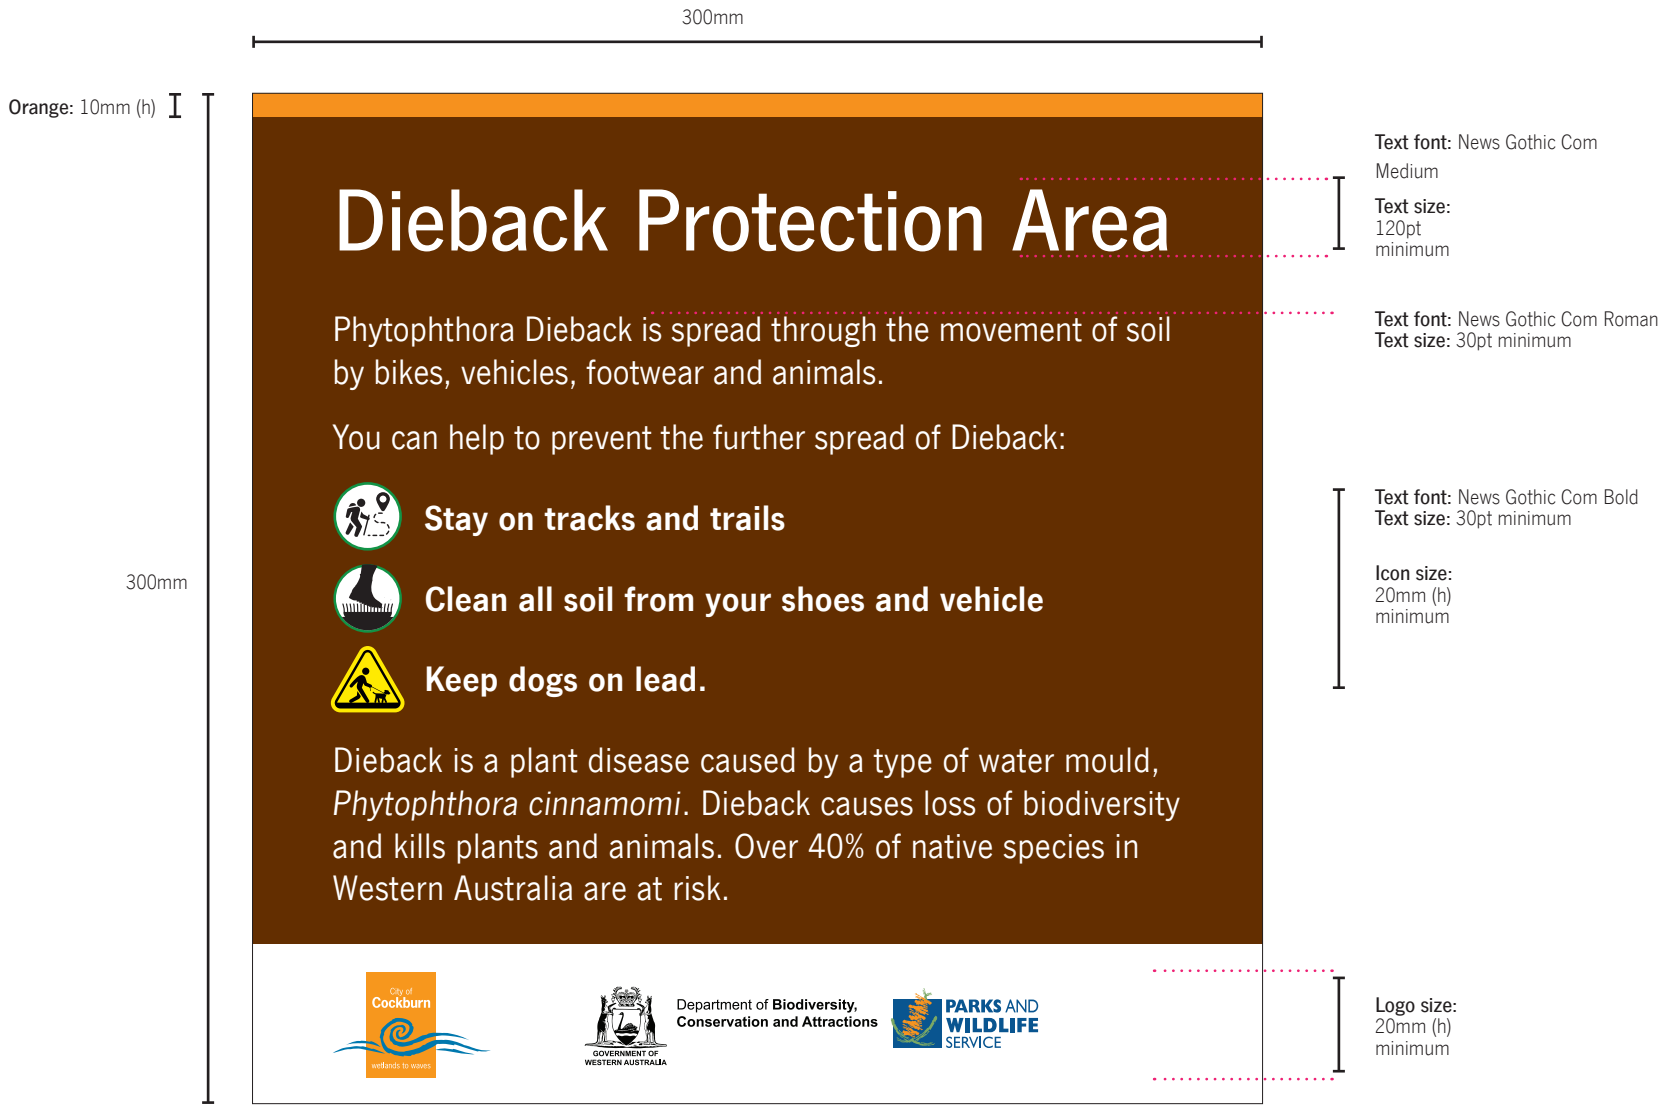 300mm
Orange: 10mm (h)
300mm
Dieback Protection Area
Phytophthora Dieback is spread through the movement of soil
by bikes, vehicles, footwear and animals.
You can help to prevent the further spread of Dieback:
Stay on tracks and trails
Clean all soil from your shoes and vehicle
Keep dogs on lead.
Dieback is a plant disease caused by a type of water mould,
Phytophthora cinnamomi. Dieback causes loss of biodiversity
and kills plants and animals. Over 40% of native species in
Western Australia are at risk.
City of
Cockburn
wetlands to waves
GOVERNMENT OF
WESTERN AUSTRALIA
Department of Biodiversity,
Conservation and Attractions
PARKS AND
WILDLIFE
SERVICE
Text font: News Gothic Com
Medium
Text size:
120pt
minimum
Text font: News Gothic Com Roman
Text size: 30pt minimum
Text font: News Gothic Com Bold
Text size: 30pt minimum
Icon size:
20mm (h)
minimum
Logo size:
20mm (h)
minimum